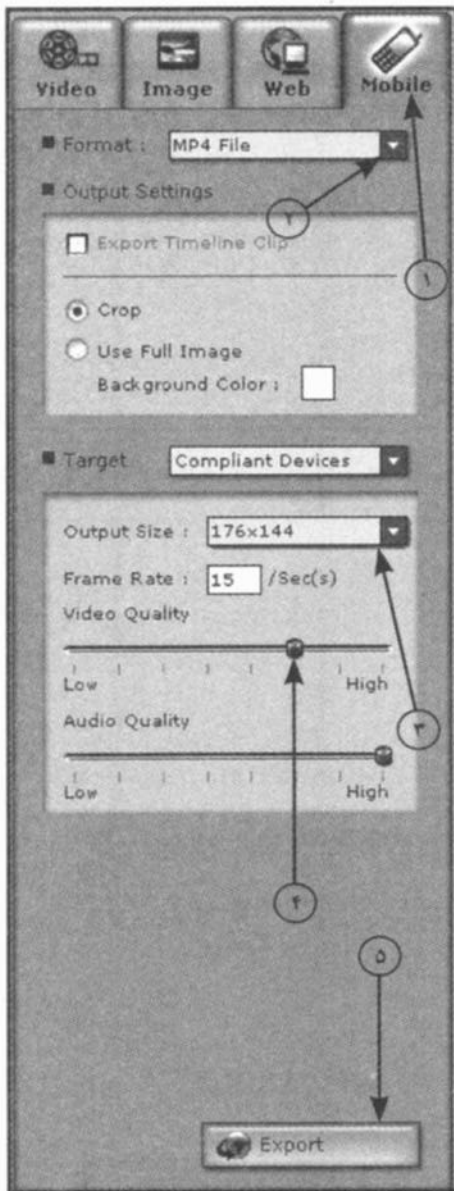 Video Image Web Mobile
Format : MP4 File
۲
Output Settings
Export Timeline Clip
۱
Crop
Use Full Image
Background Color :
Target Compliant Devices
Output Size : 176x144
Frame Rate : 15 /Sec(s)
Video Quality
Low High
Audio Quality
۳
Low High
۴
۵
Export